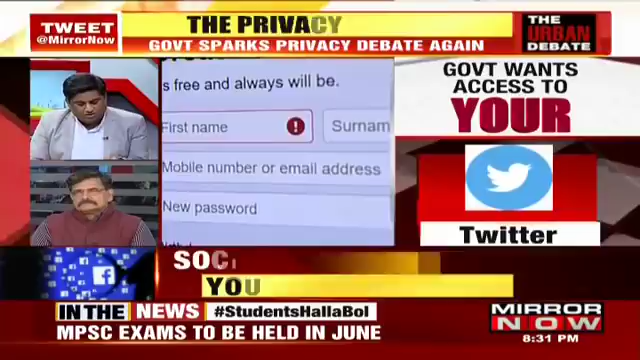 TWEET
@MirrorNow
THE PRIVACY
GOVT SPARKS PRIVACY DEBATE AGAIN
THE
URBAN
DEBATE
s free and always will be.
First name
Surnam
Mobile number or email address
New password
GOVT WANTS
ACCESS TO
YOUR
Twitter
SOC
YOU
IN THE NEWS #StudentsHallaBol
MPSC EXAMS TO BE HELD IN JUNE
MIRROR
NOW
8:31 PM